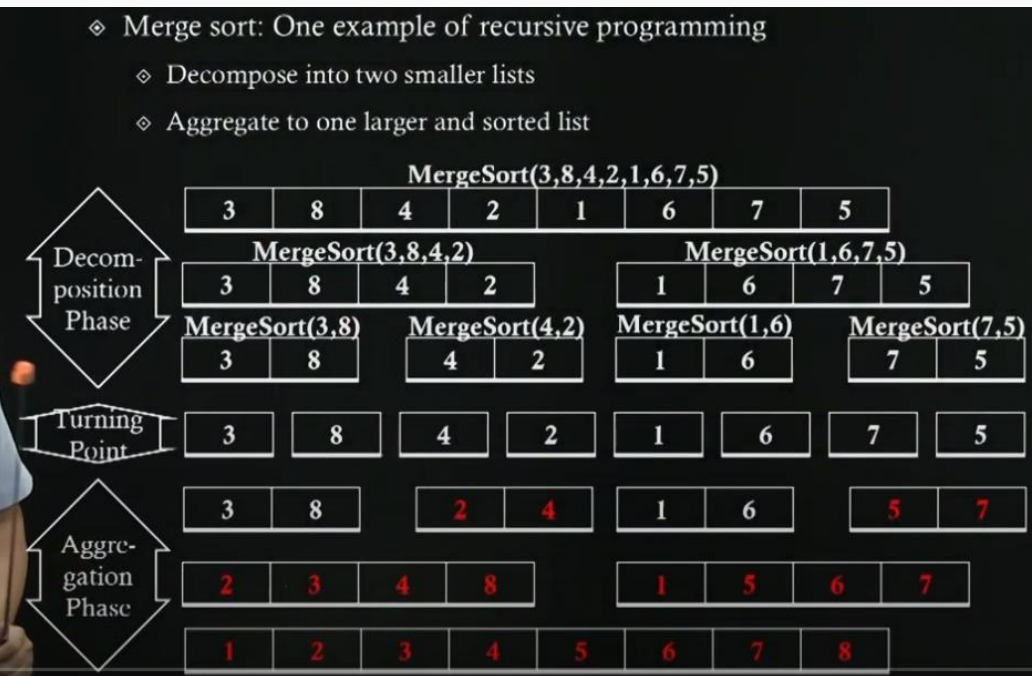 Merge sort: One example of recursive programming
Decompose into two smaller lists
Aggregate to one larger and sorted list
MergeSort(3,8,4,2,1,6,7,5)
3 8 4 2 1 6 7 5
Decom-
position
Phase
MergeSort(3,8,4,2) MergeSort(1,6,7,5)
3 8 4 2 1 6 7 5
MergeSort(3,8) MergeSort(4,2) MergeSort(1,6) MergeSort(7,5)
3 8 4 2 1 6 7 5
Turning
Point
3 8 4 2 1 6 7 5
3 8 2 4 1 6 5 7
Aggre-
gation
Phase
2 3 4 8 1 5 6 7
1 2 3 4 5 6 7 8